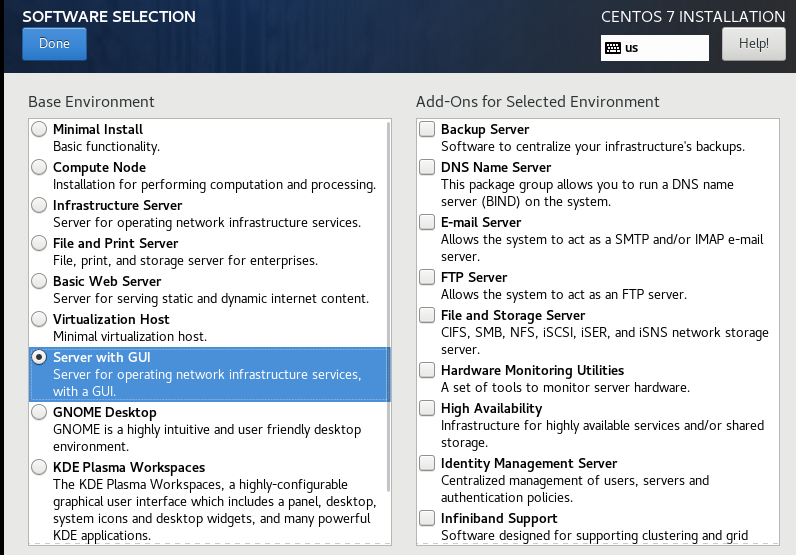 SOFTWARE SELECTION
CENTOS 7 INSTALLATION
Done
us
Help!
Base Environment
Minimal Install
Basic functionality.
Compute Node
Installation for performing computation and processing.
Infrastructure Server
Server for operating network infrastructure services.
File and Print Server
File, print, and storage server for enterprises.
Basic Web Server
Server for serving static and dynamic internet content.
Virtualization Host
Minimal virtualization host.
Server with GUI
Server for operating network infrastructure services,
with a GUI.
GNOME Desktop
GNOME is a highly intuitive and user friendly desktop
environment.
KDE Plasma Workspaces
The KDE Plasma Workspaces, a highly-configurable
graphical user interface which includes a panel, desktop,
system icons and desktop widgets, and many powerful
KDE applications.
Add-Ons for Selected Environment
Backup Server
Software to centralize your infrastructure's backups.
DNS Name Server
This package group allows you to run a DNS name
server (BIND) on the system.
E-mail Server
Allows the system to act as a SMTP and/or IMAP e-mail
server.
FTP Server
Allows the system to act as an FTP server.
File and Storage Server
CIFS, SMB, NFS, iSCSI, iSER, and iSNS network storage
server.
Hardware Monitoring Utilities
A set of tools to monitor server hardware.
High Availability
Infrastructure for highly available services and/or shared
storage.
Identity Management Server
Centralized management of users, servers and
authentication policies.
Infiniband Support
Software designed for supporting clustering and grid